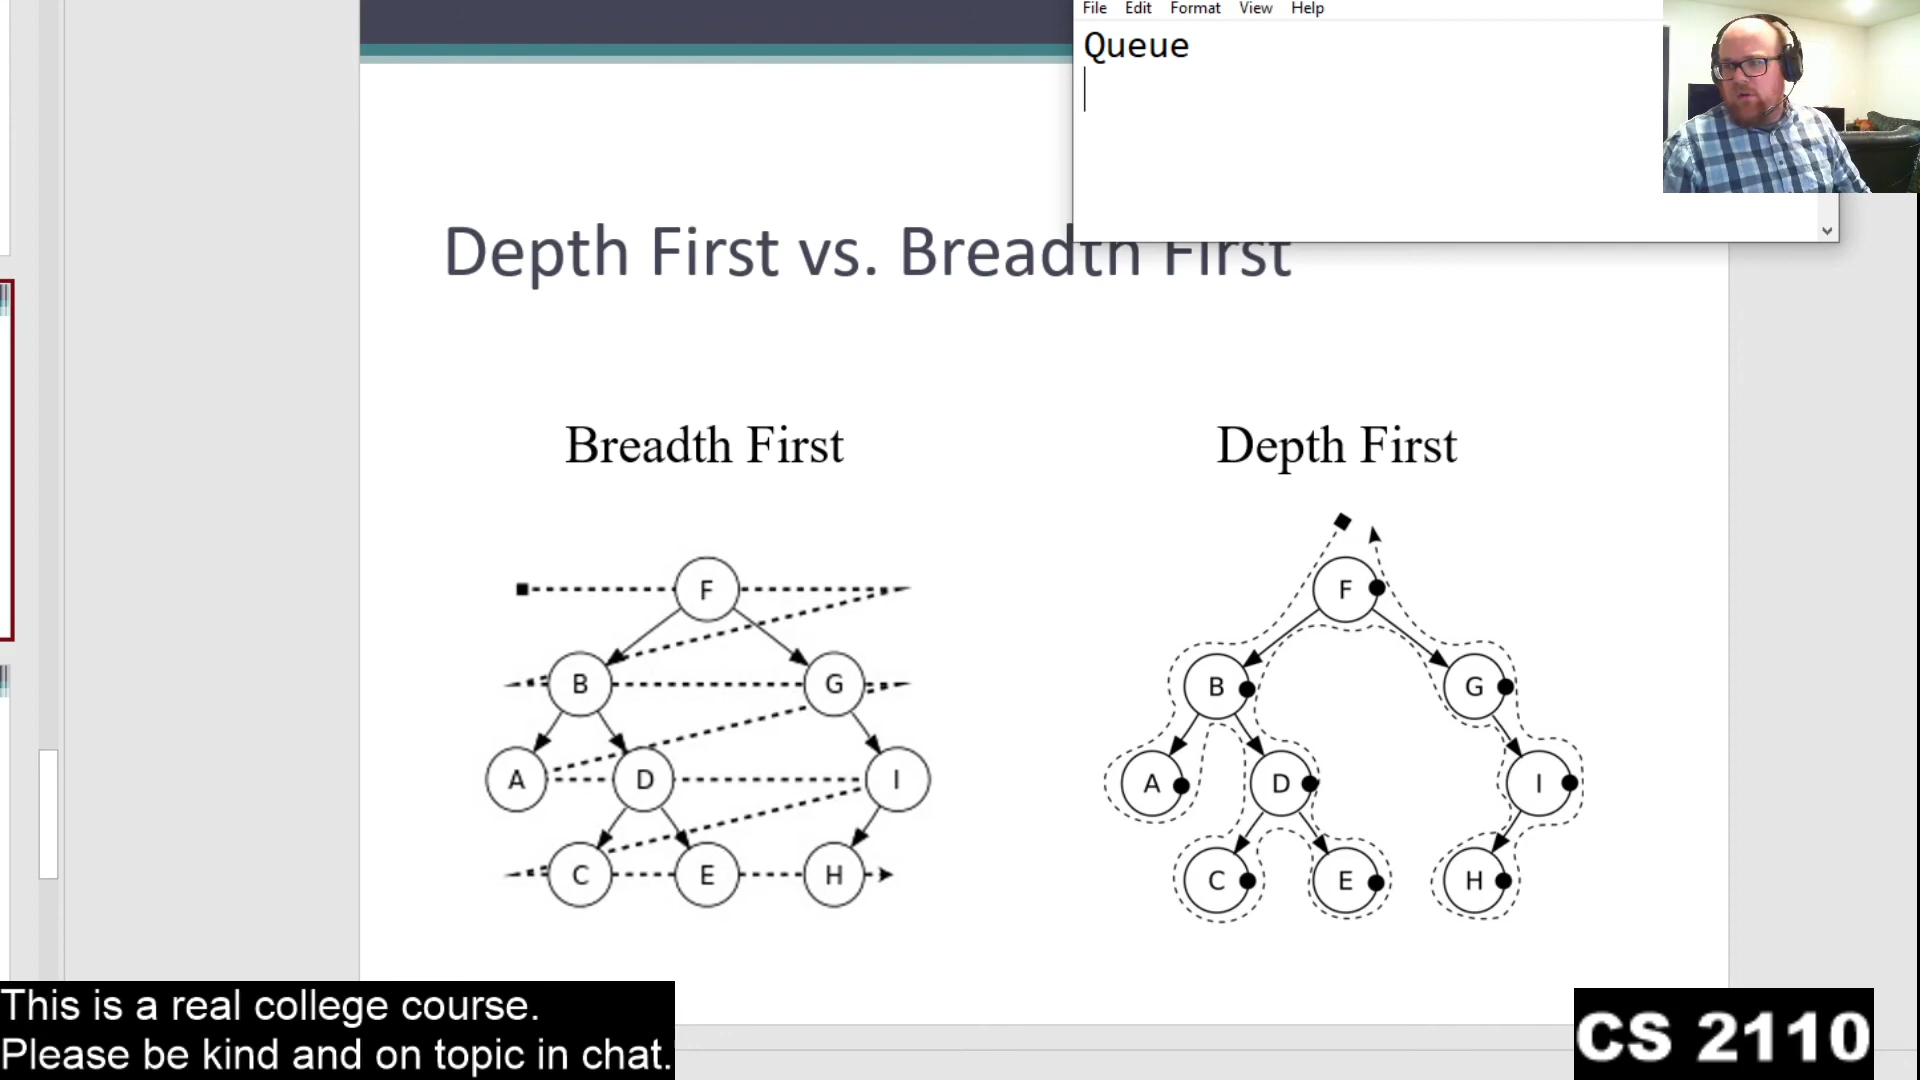 File Edit Format View Help
Queue
Depth First vs. Breadth First
Breadth First
Depth First
F
B G
A D I
C E H
F
B G
A D I
C E H
This is a real college course.
Please be kind and on topic in chat.
CS 2110